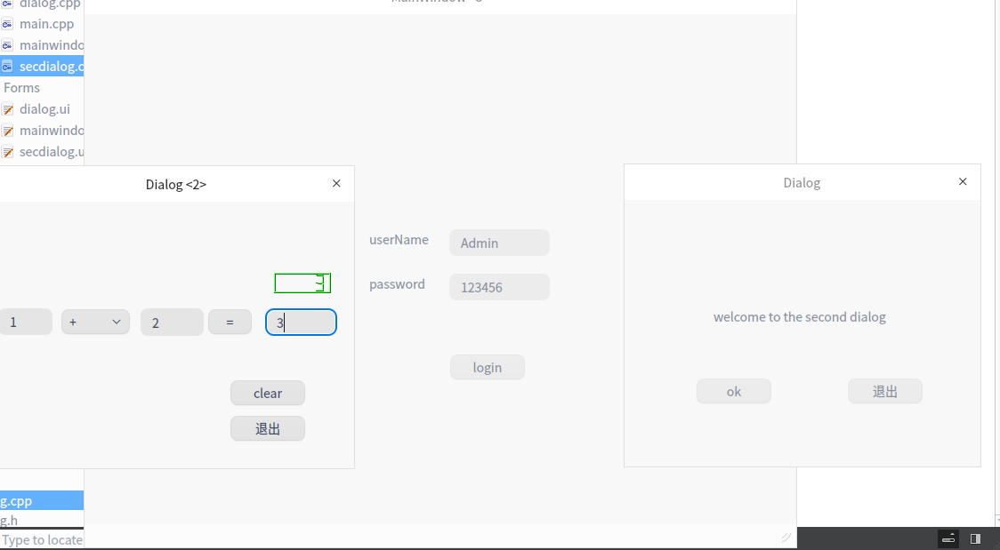 dialog.cpp
main.cpp
mainwindo
secdialog.c
Forms
dialog.ui
mainwindo
secdialog.u
Dialog <2>
3
1
+
2
=
3
clear
退出
userName
Admin
password
123456
login
Dialog
welcome to the second dialog
ok
退出
g.cpp
g.h
Type to locate